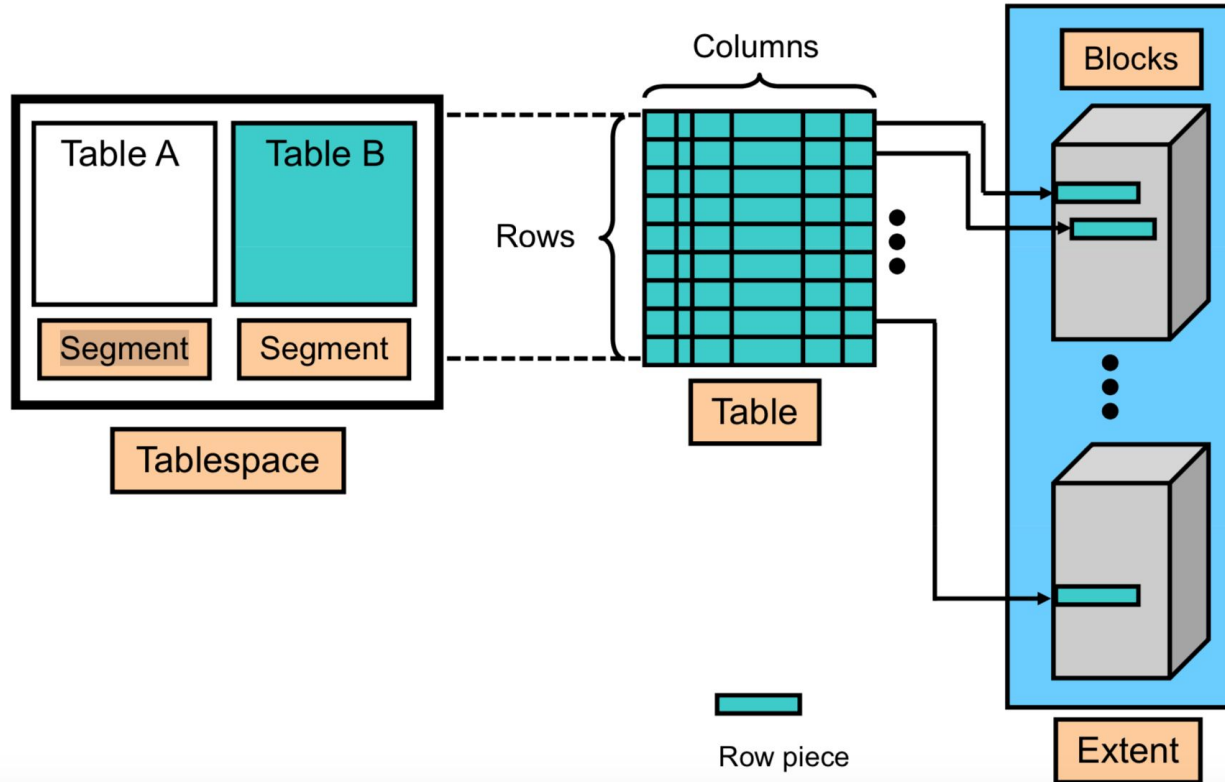 Columns
Blocks
Table A
Table B
Rows
Segment
Segment
Table
Tablespace
Row piece
Extent